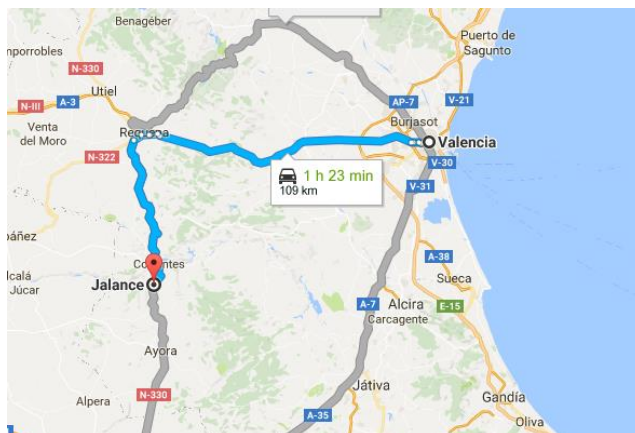 Benagéber
Puerto de
Sagunto
N-330
Utiel
N-III
A-3
AP-7
V-21
Burjasot
Venta
del Moro
Requena
Valencia
N-322
V-30
1 h 23 min
109 km
V-31
A-38
Jalance
Sueca
Júcar
A-7
Alcira
E-15
Carcagente
Ayora
Alpera
N-330
Játiva
Gandía
A-35
Oliva